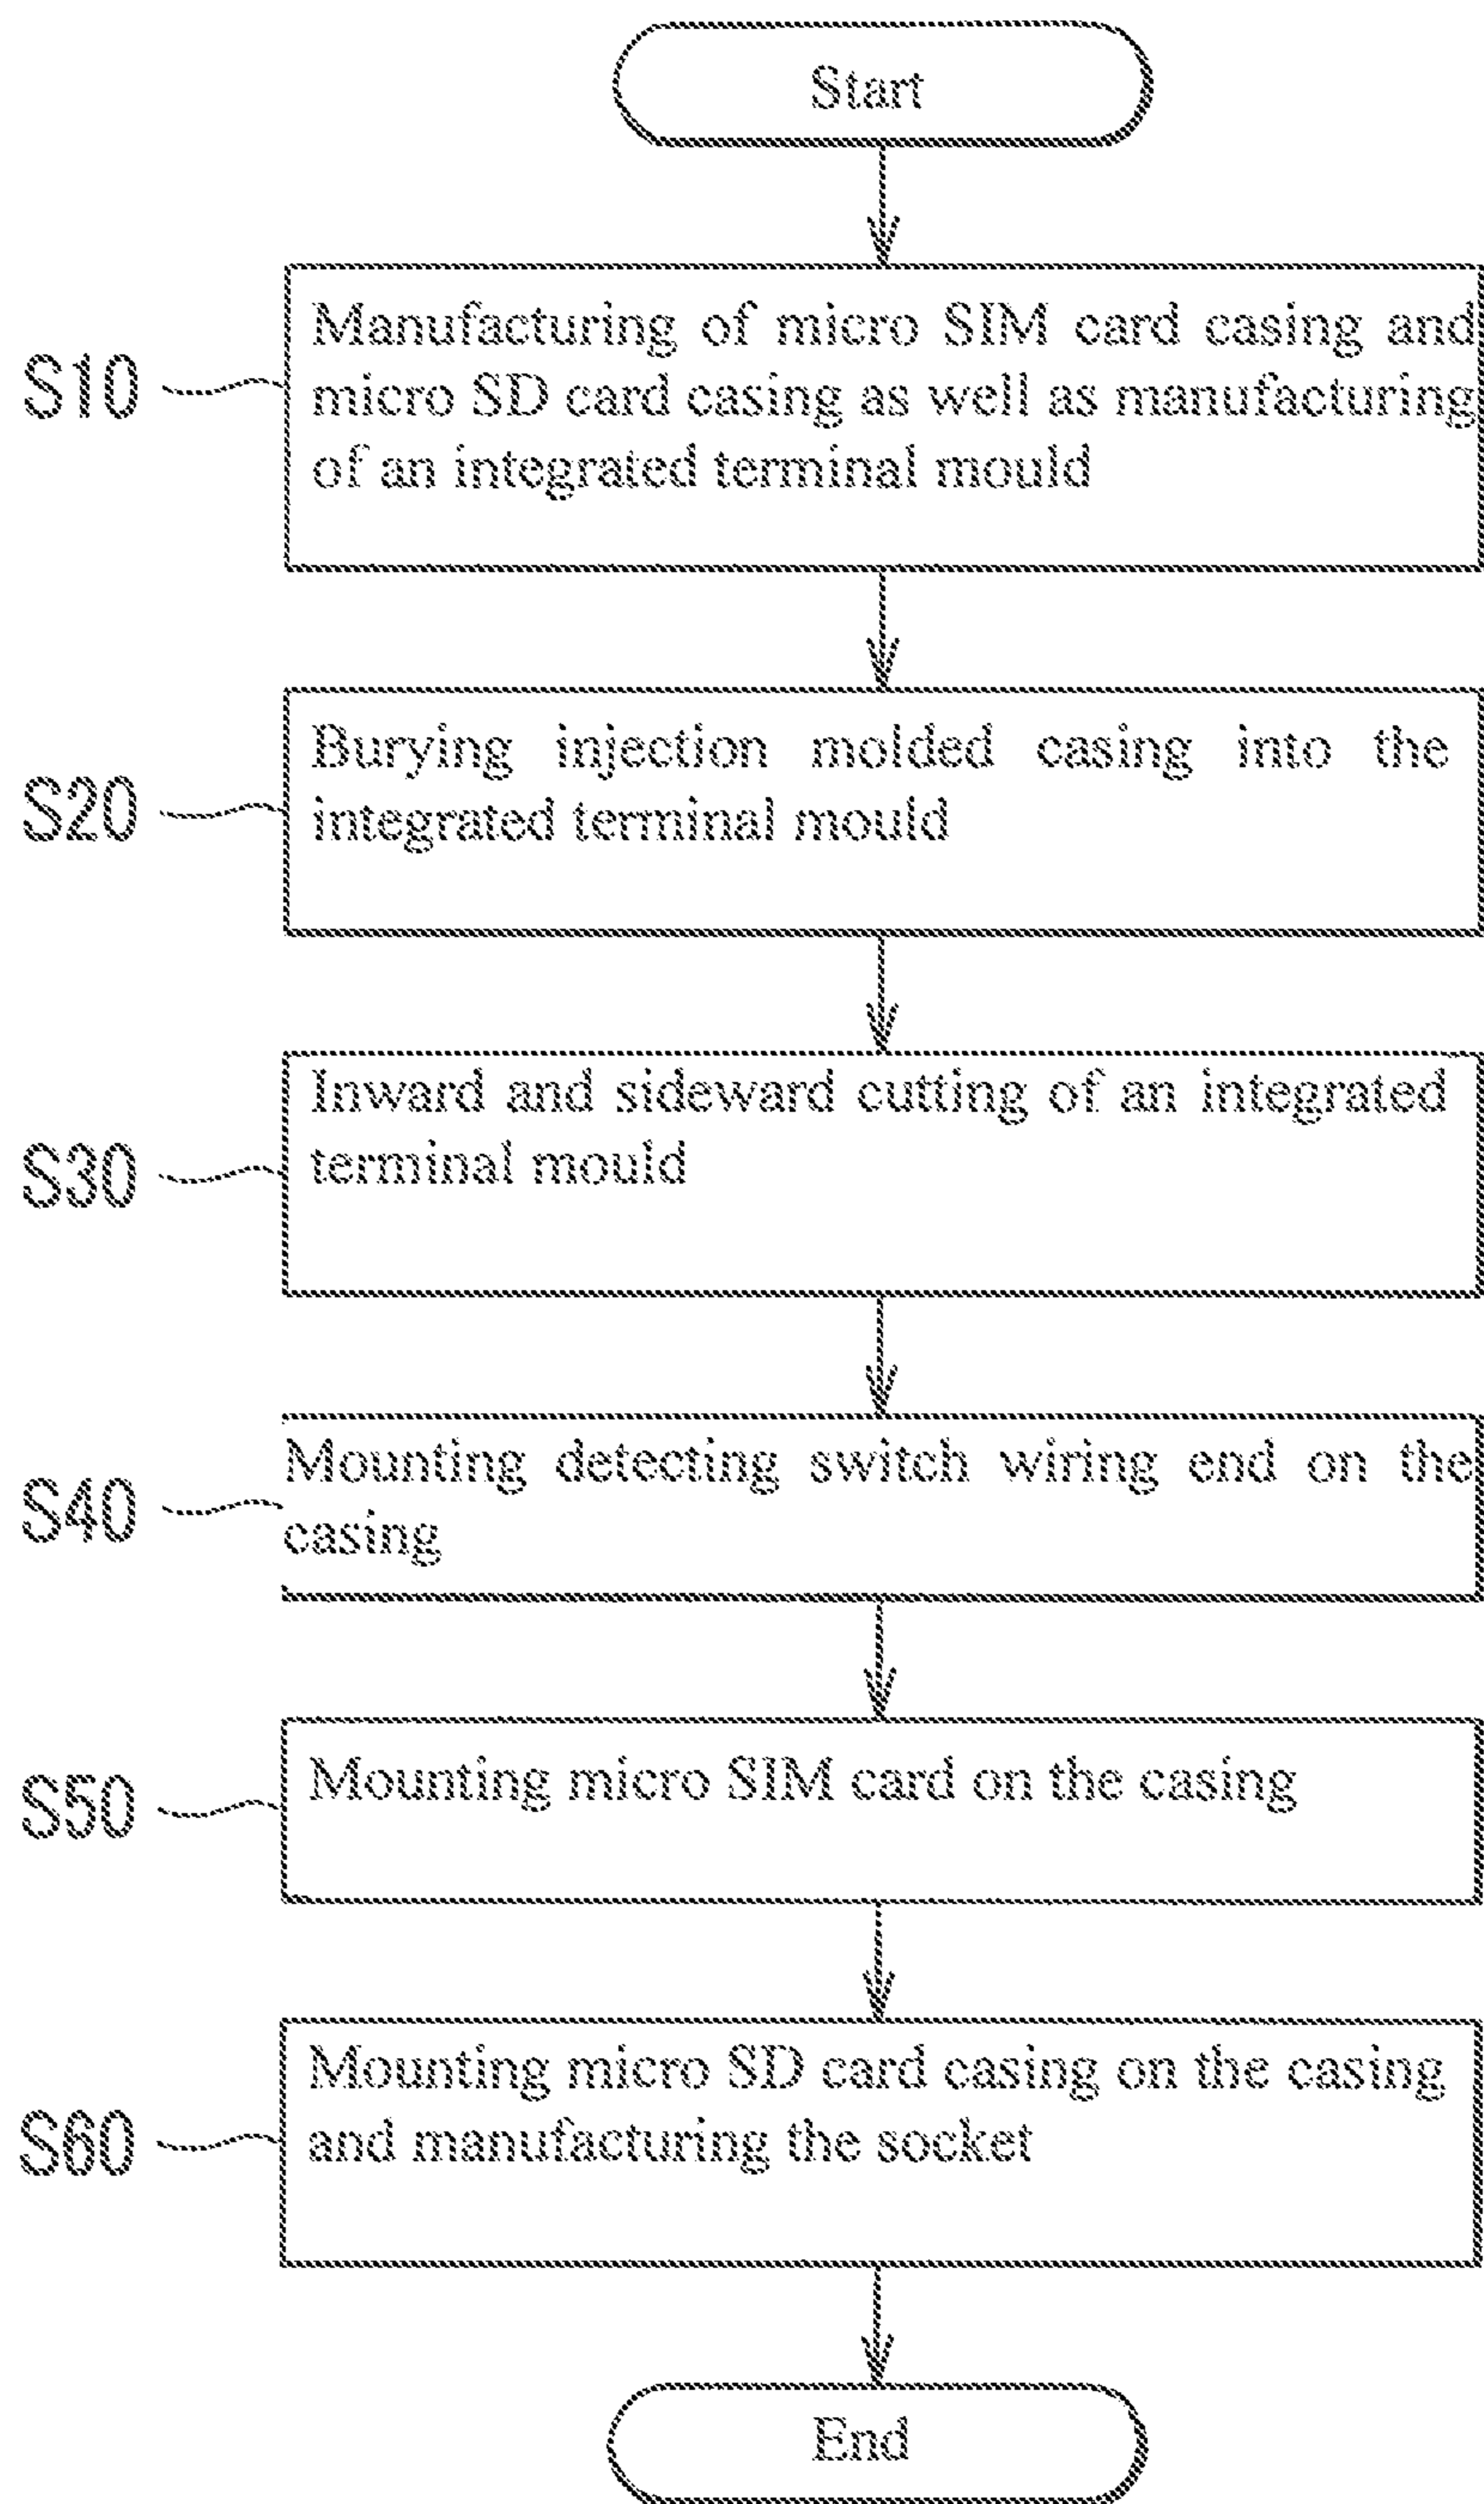 Start
S10
Manufacturing of micro SIM card casing and
micro SD card casing as well as manufacturing
of an integrated terminal mould
S20
Burying injection molded casing into the
integrated terminal mould
S30
Inward and sideward cutting of an integrated
terminal mould
S40
Mounting detecting switch wiring end on the
casing
S50
Mounting micro SIM card on the casing
S60
Mounting micro SD card casing on the casing
and manufacturing the socket
End